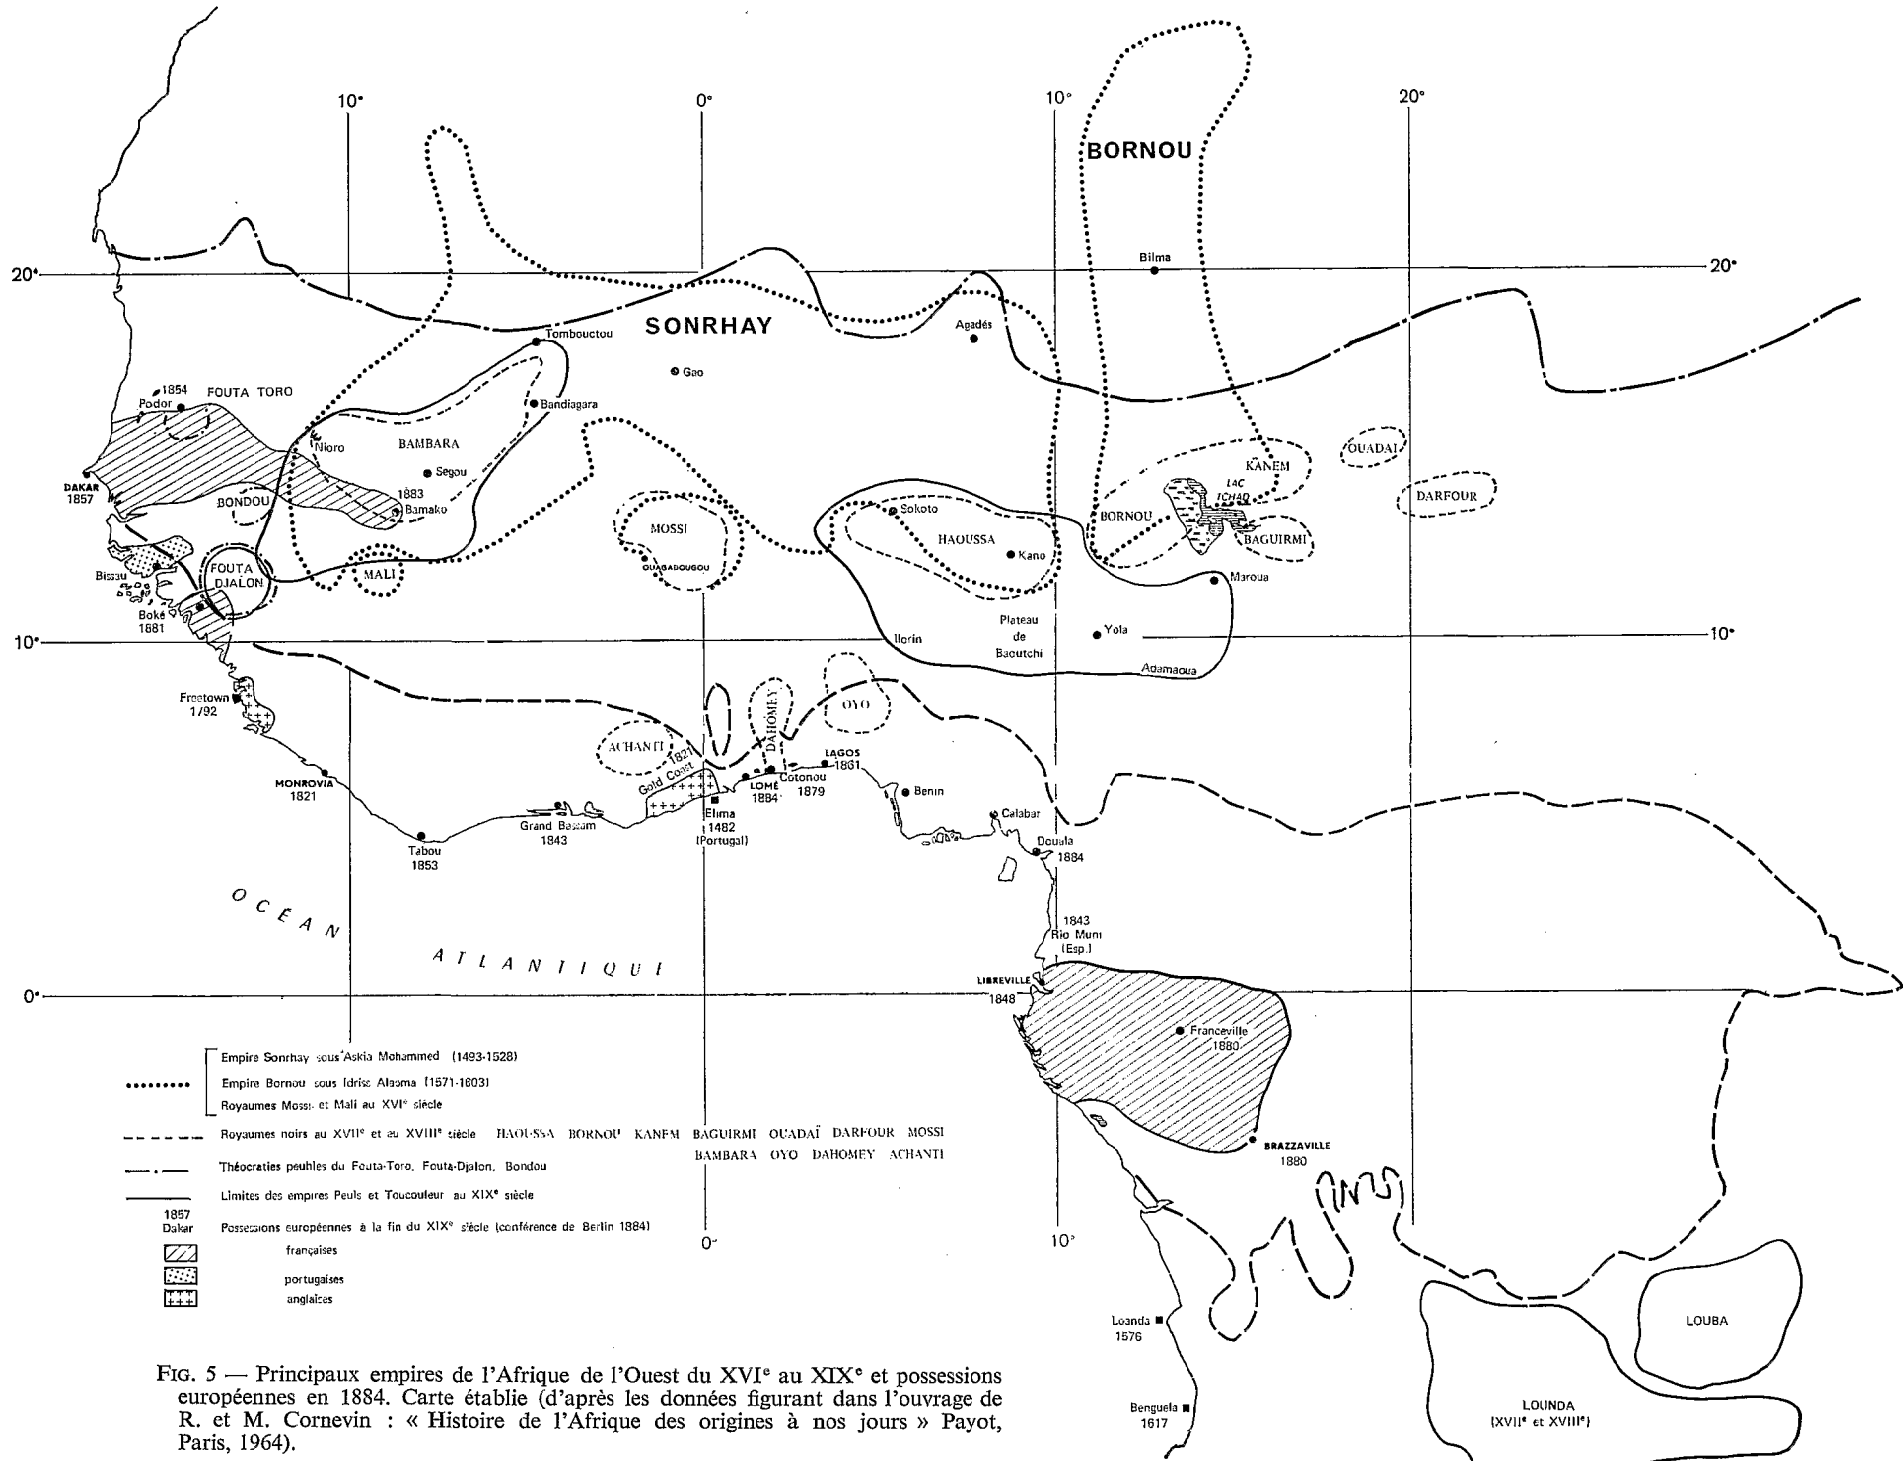 10°
0°
10°
20°
BORNOU
20°
Bilma
20°
SONRHAY
Tombouctou
Agadés
Gao
1854
FOUTA TORO
Podor
Bandiagara
Nioro
BAMBARA
OUADAI
Segou
KANEM
DAKAR
1857
BONDOU
1883
Bamako
LAC
TCHAD
DARFOUR
Sokoto
BORNOU
MOSSI
HAOUSSA
Kano
BAGUIRMI
Bissau
FOUTA
DJALON
MALI
OUAGADOUGOU
Maroua
Boké
1881
10°
Ilorin
Plateau
de
Baoutchi
Yola
10°
Adamaoua
Freetown
1792
DAHOMEY
OYO
ACHANTI
1821
Gold Coast
LAGOS
1861
MONROVIA
1821
LOMÉ
1884
Cotonou
1879
Benin
Elima
1482
(Portugal)
Grand Bassam
1843
Calabar
Tabou
1853
Douala
1884
OCÉAN
ATLANTIQUE
1843
Rio Muni
(Esp.)
LIBREVILLE
1848
0°
Franceville
1880
Empire Sonrhay sous Askia Mohammed (1493-1528)
Empire Bornou sous Idriss Alaoma (1571-1603)
Royaumes Mossi- et Mali au XVIe siècle
Royaumes noirs au XVIIe et au XVIIIe siècle HAOUSSA BORNOU KANEM BAGUIRMI OUADAÏ DARFOUR MOSSI
BAMBARA OYO DAHOMEY ACHANTI
Théocraties peuhles du Fouta-Toro, Fouta-Djalon, Bondou
Limites des empires Peuls et Toucouleur au XIXe siècle
1857
Dakar Possessions européennes à la fin du XIXe siècle (conférence de Berlin 1884)
françaises
portugaises
anglaises
BRAZZAVILLE
1880
0°
10°
Loanda
1576
LOUBA
Benguela
1617
LOUNDA
(XVIIe et XVIIIe)
FIG. 5 — Principaux empires de l'Afrique de l'Ouest du XVIe au XIXe et possessions
européennes en 1884. Carte établie (d'après les données figurant dans l'ouvrage de
R. et M. Cornevin : « Histoire de l'Afrique des origines à nos jours » Payot,
Paris, 1964).